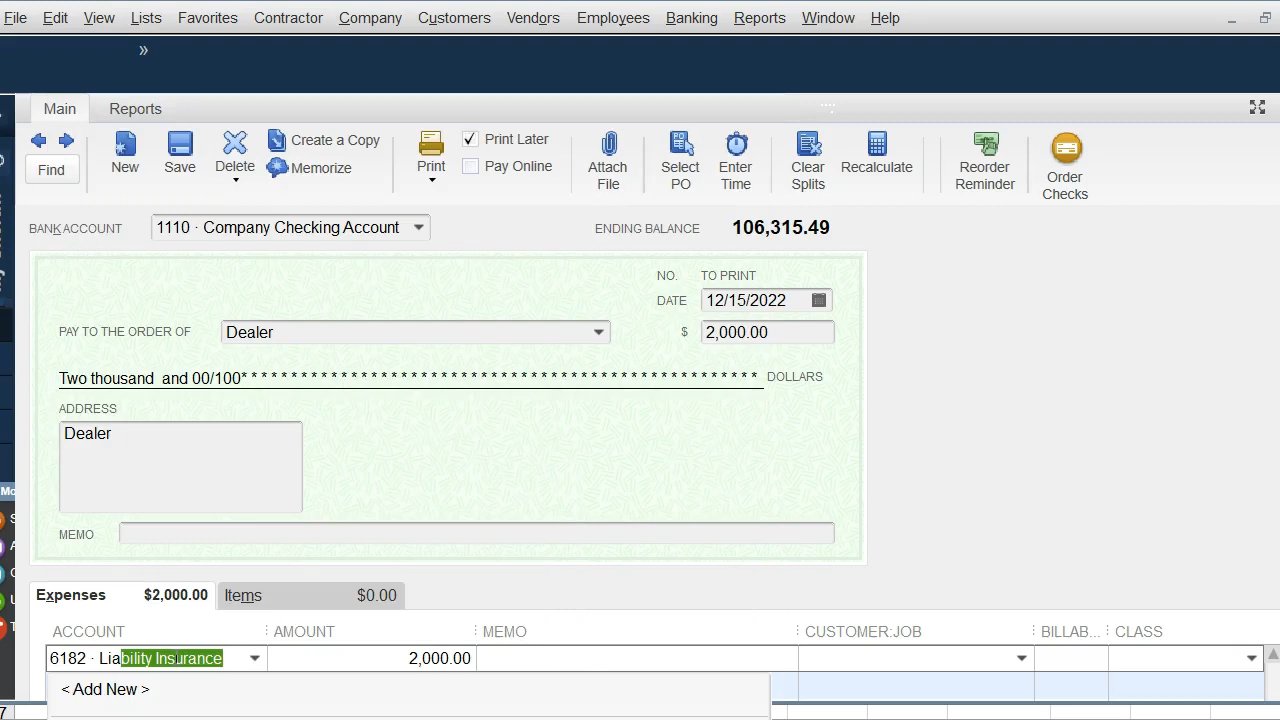 File Edit View Lists Favorites Contractor Company Customers Vendors Employees Banking Reports Window Help
»
Main Reports
Find
New
Save
Delete
Create a Copy
Memorize
Print
Print Later
Pay Online
Attach
File
Select
PO
Enter
Time
Clear
Splits
Recalculate
Reorder
Reminder
Order
Checks
BANK ACCOUNT 1110 · Company Checking Account ENDING BALANCE 106,315.49
NO. TO PRINT
DATE 12/15/2022
PAY TO THE ORDER OF Dealer $ 2,000.00
Two thousand and 00/100* * * * * * * * * * * * * * * * * * * * * * * * * * * * * * * * * * * * * * * * * * * * * * * * * * * * DOLLARS
ADDRESS
Dealer
MEMO
Expenses $2,000.00 Items $0.00
ACCOUNT AMOUNT MEMO CUSTOMER:JOB BILLAB... CLASS
6182 · Liability Insurance 2,000.00
< Add New >